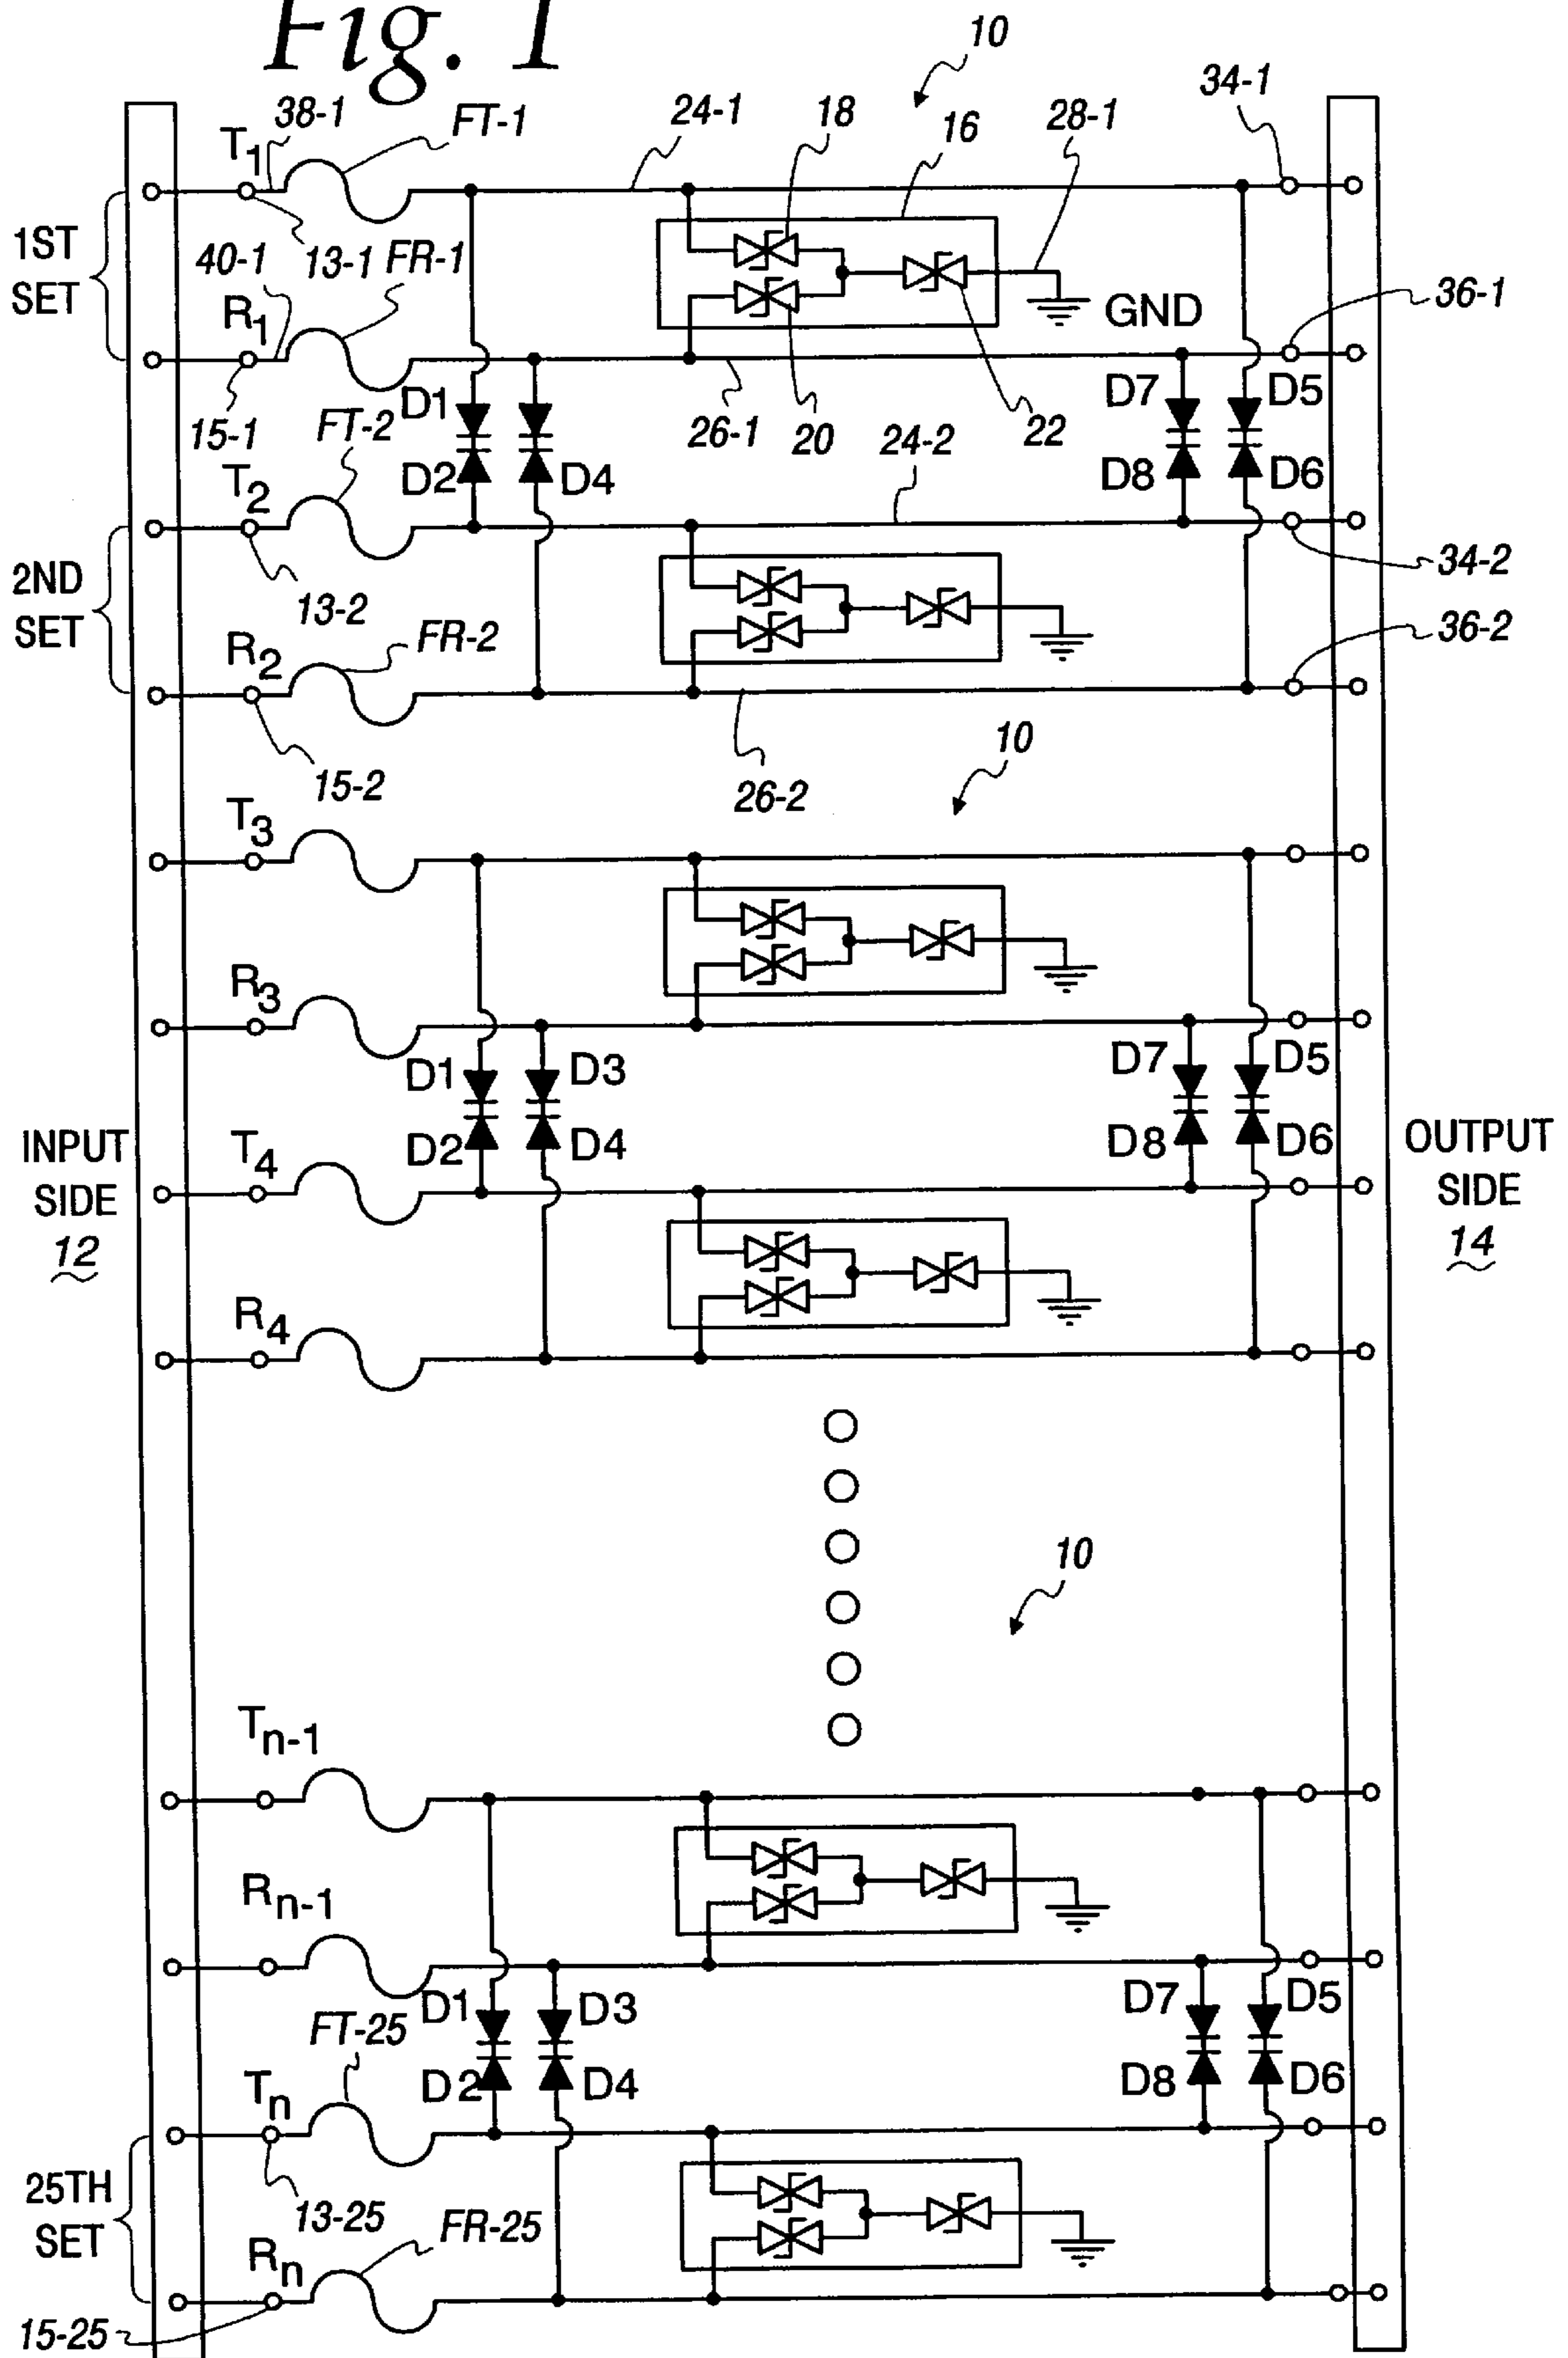 Fig. 1
10
34-1
38-1
FT-1
24-1
18
16
28-1
T1
1ST
SET
40-1
13-1
FR-1
R1
GND
36-1
15-1
FT-2
D1
26-1
20
24-2
22
D7
D5
D2
D4
D8
D6
T2
34-2
2ND
SET
13-2
FR-2
36-2
R2
15-2
26-2
10
T3
R3
D1
D3
D7
D5
INPUT
SIDE
12
T4
D2
D4
D8
D6
OUTPUT
SIDE
14
R4
10
Tn-1
Rn-1
D1
D3
D7
D5
FT-25
D2
D4
D8
D6
Tn
25TH
SET
13-25
FR-25
Rn
15-25